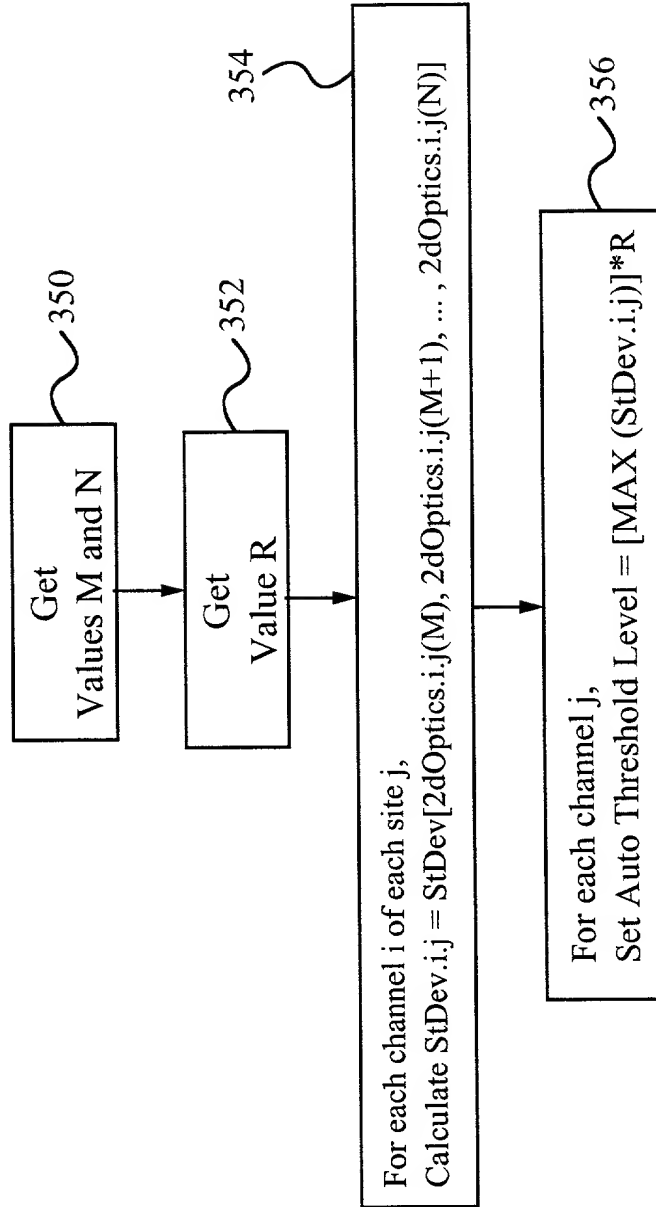 Get
Values M and N
350
Get
Value R
352
For each channel i of each site j,
Calculate StDev.i.j = StDev[2dOptics.i.j(M), 2dOptics.i.j(M+1), ... , 2dOptics.i.j(N)]
354
For each channel j,
Set Auto Threshold Level = [MAX (StDev.i.j)]*R
356